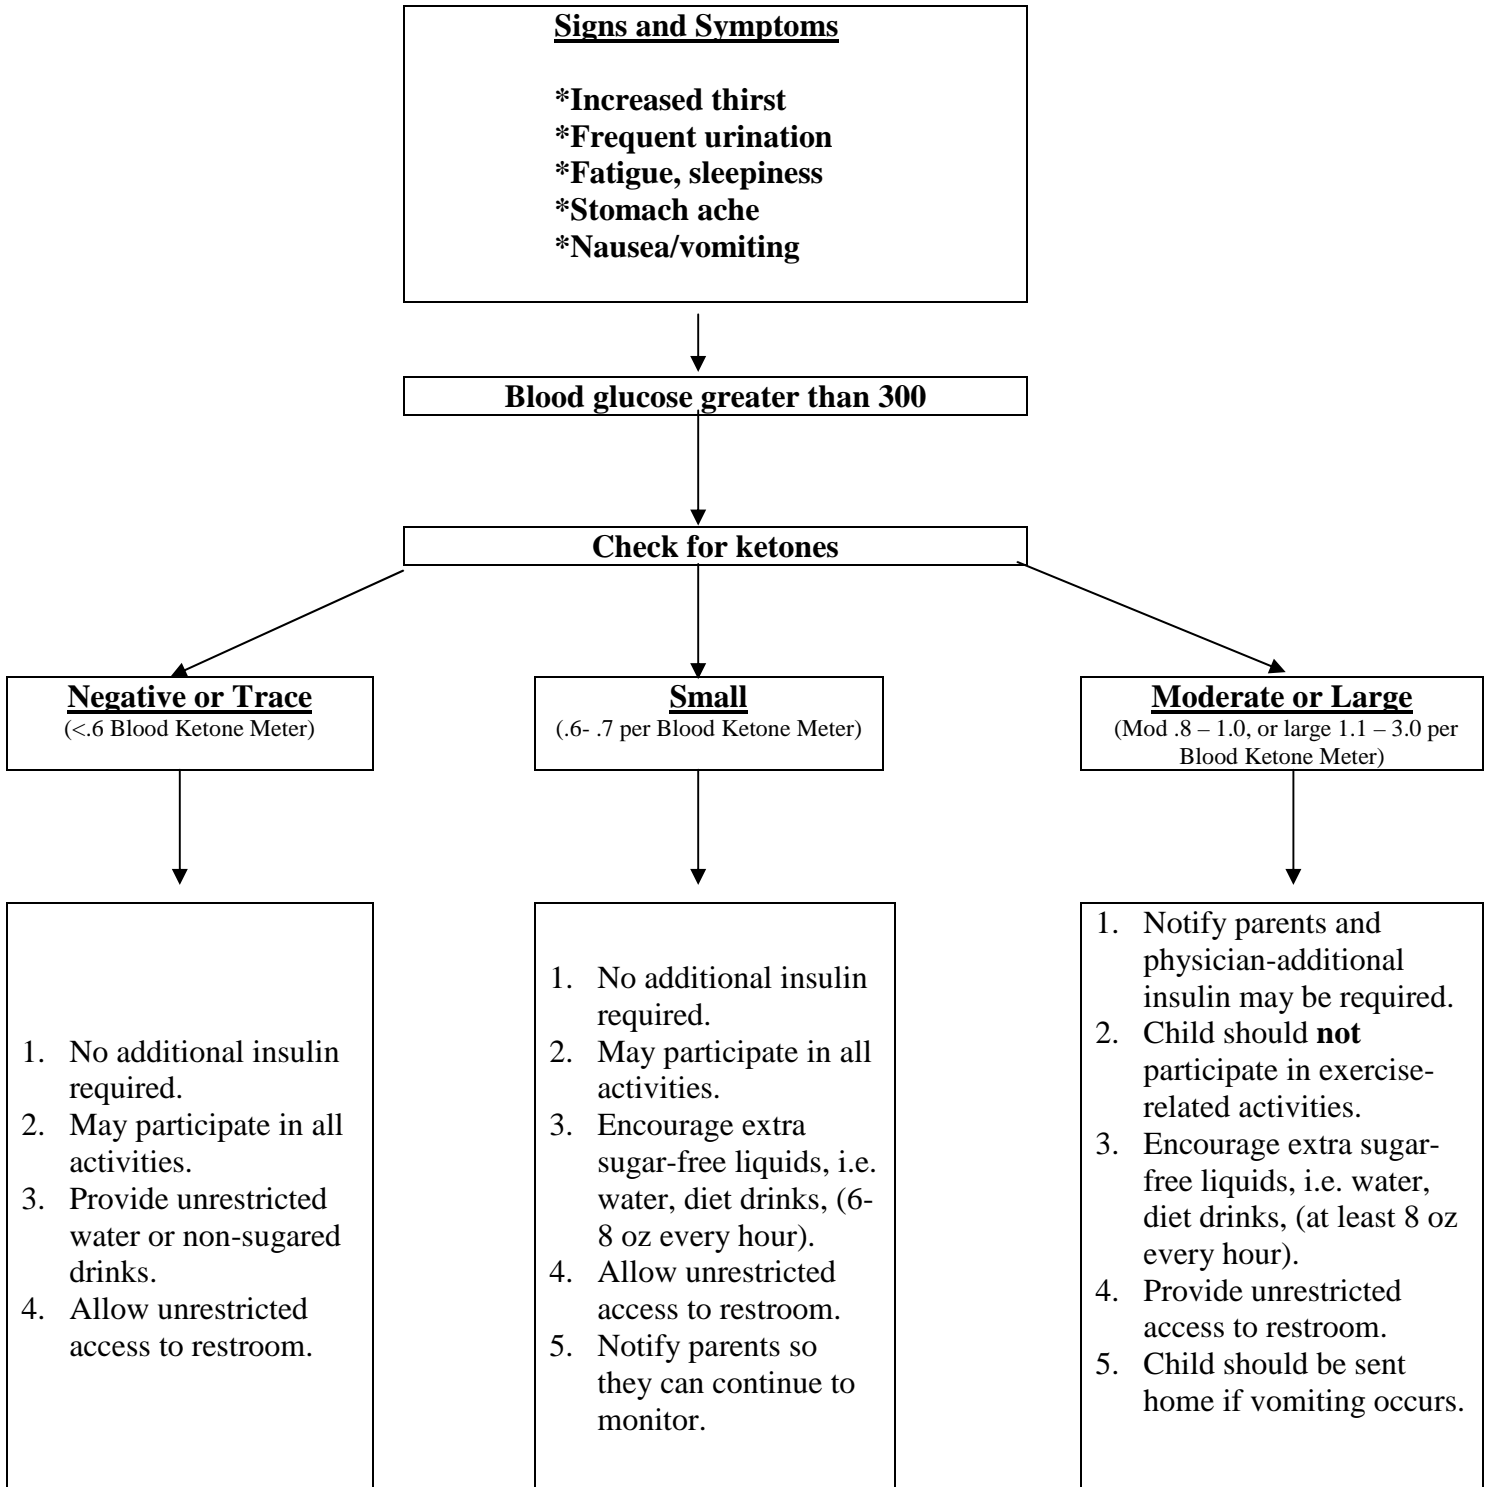 Signs and Symptoms
*Increased thirst
*Frequent urination
*Fatigue, sleepiness
*Stomach ache
*Nausea/vomiting
Blood glucose greater than 300
Check for ketones
Negative or Trace
(<.6 Blood Ketone Meter)
Small
(.6- .7 per Blood Ketone Meter)
Moderate or Large
(Mod .8 – 1.0, or large 1.1 – 3.0 per
Blood Ketone Meter)
1. No additional insulin
required.
2. May participate in all
activities.
3. Provide unrestricted
water or non-sugared
drinks.
4. Allow unrestricted
access to restroom.
1. No additional insulin
required.
2. May participate in all
activities.
3. Encourage extra
sugar-free liquids, i.e.
water, diet drinks, (6-
8 oz every hour).
4. Allow unrestricted
access to restroom.
5. Notify parents so
they can continue to
monitor.
1. Notify parents and
physician-additional
insulin may be required.
2. Child should not
participate in exercise-
related activities.
3. Encourage extra sugar-
free liquids, i.e. water,
diet drinks, (at least 8 oz
every hour).
4. Provide unrestricted
access to restroom.
5. Child should be sent
home if vomiting occurs.